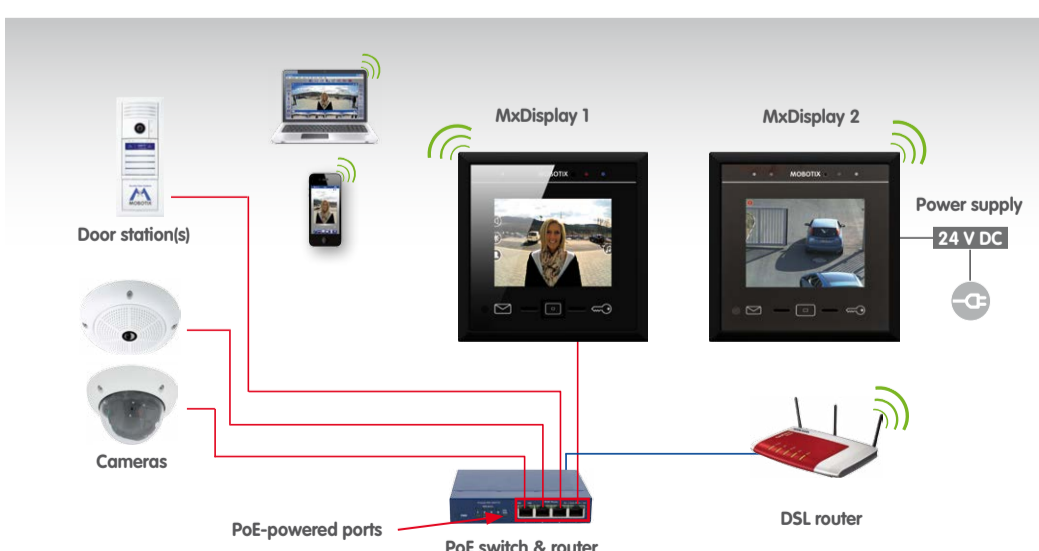 MxDisplay 1
MxDisplay 2
MOBOTIX
MOBOTIX
MOBOTIX
Power supply
24 V DC
Door station(s)
Cameras
PoE-powered ports
PoE switch & router
DSL router